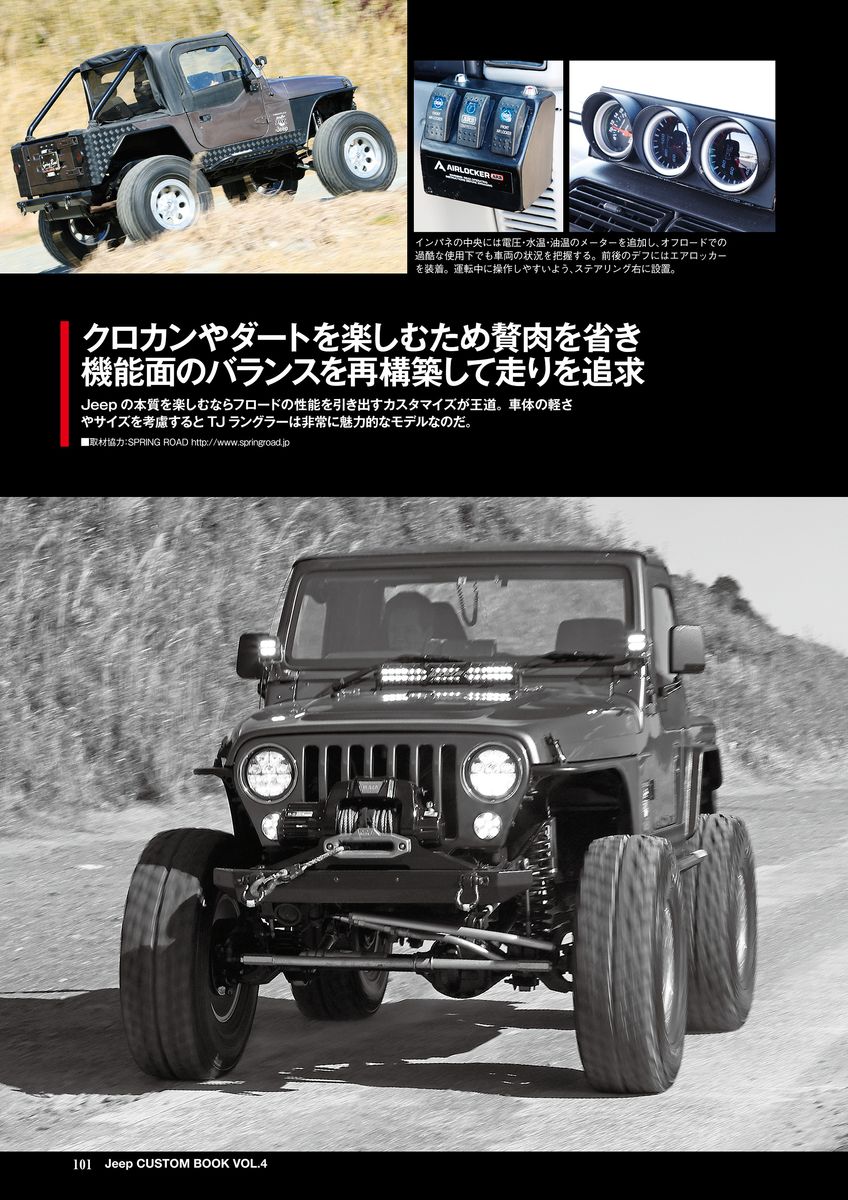 AIRLOCKER ARB
インパネの中央には電圧・水温・油温のメーターを追加し、オフロードでの
過酷な使用下でも車両の状況を把握する。前後のデフにはエアロッカー
を装着。運転中に操作しやすいよう、ステアリング右に設置。
クロカンやダートを楽しむため贅肉を省き
機能面のバランスを再構築して走りを追求
Jeep の本質を楽しむならフロードの性能を引き出すカスタマイズが王道。車体の軽さ
やサイズを考慮すると TJ ラングラーは非常に魅力的なモデルなのだ。
■取材協力：SPRING ROAD http://www.springroad.jp
WARN
101 Jeep CUSTOM BOOK VOL.4